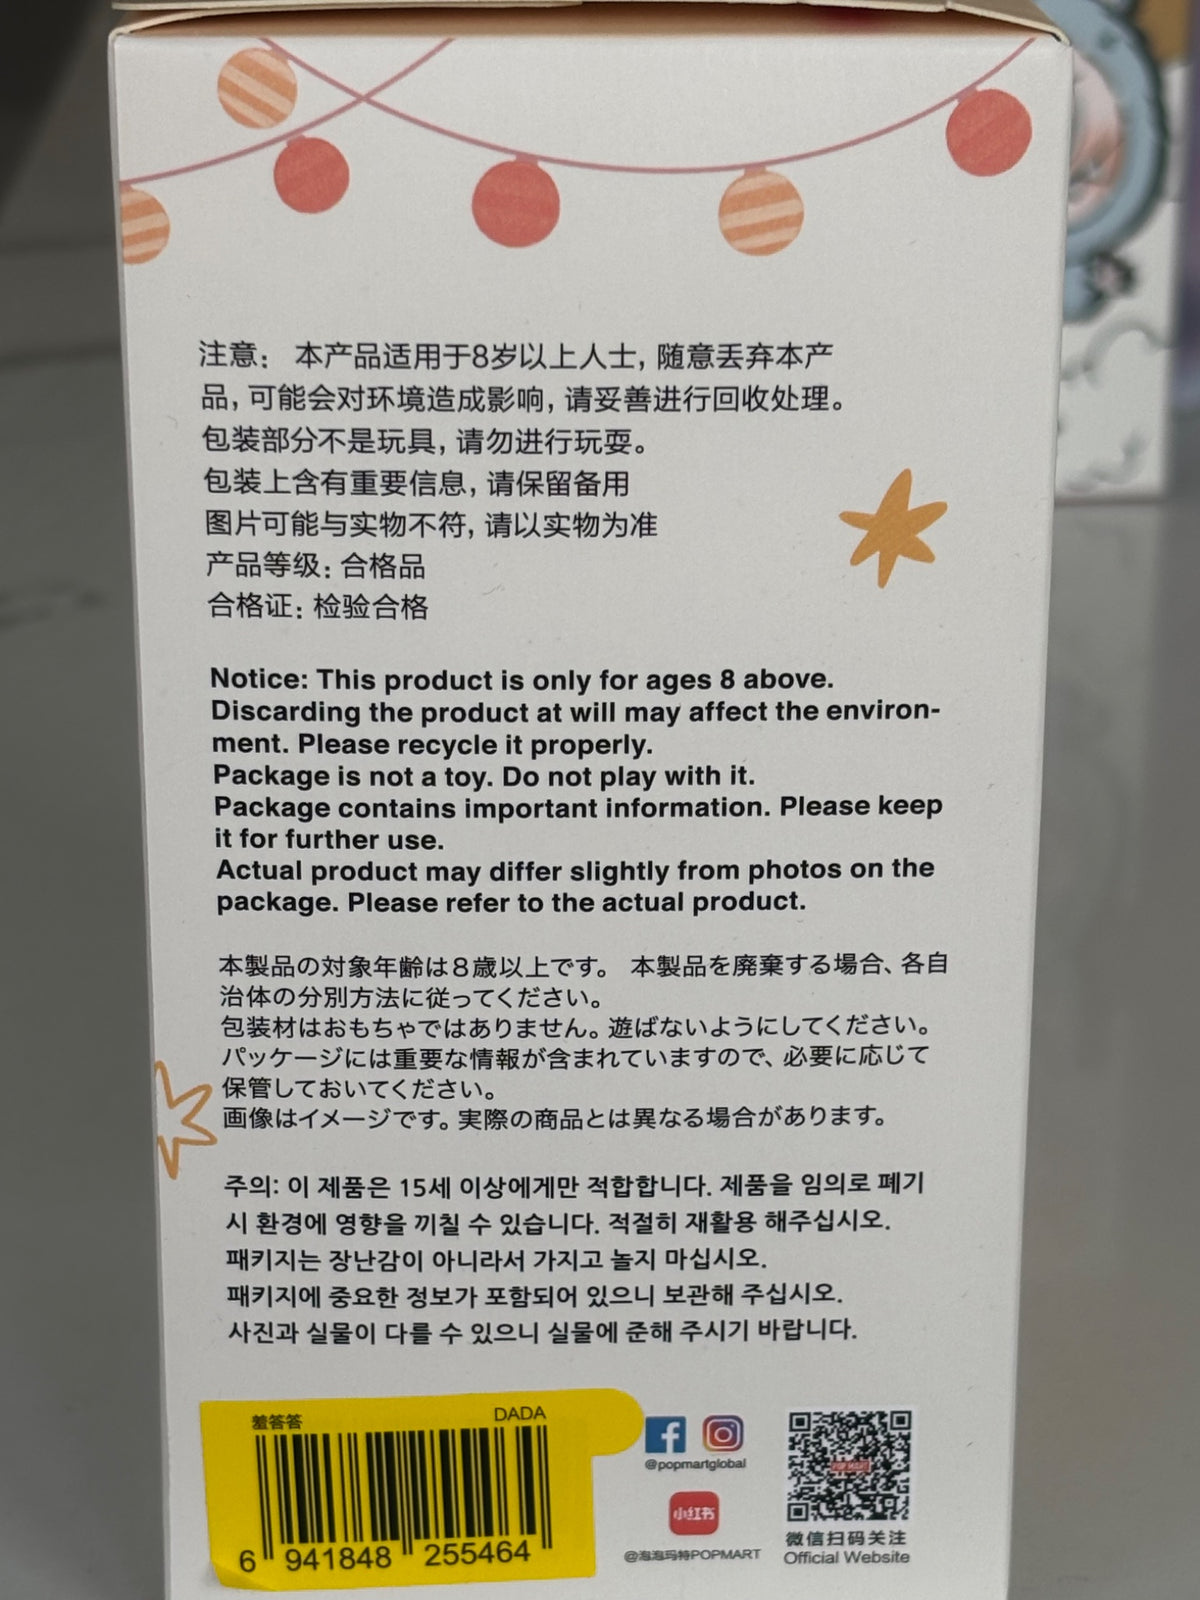 注意： 本产品适用于8岁以上人士，随意丢弃本产
品，可能会对环境造成影响，请妥善进行回收处理。
包装部分不是玩具，请勿进行玩耍。
包装上含有重要信息，请保留备用
图片可能与实物不符，请以实物为准
产品等级：合格品
合格证：检验合格
Notice: This product is only for ages 8 above.
Discarding the product at will may affect the environ-
ment. Please recycle it properly.
Package is not a toy. Do not play with it.
Package contains important information. Please keep
it for further use.
Actual product may differ slightly from photos on the
package. Please refer to the actual product.
本製品の対象年齢は8歳以上です。 本製品を廃棄する場合、各自
治体の分別方法に従ってください。
包装材はおもちゃではありません。遊ばないようにしてください。
パッケージには重要な情報が含まれていますので、必要に応じて
保管しておいてください。
画像はイメージです。実際の商品とは異なる場合があります。
주의: 이 제품은 15세 이상에게만 적합합니다. 제품을 임의로 폐기
시 환경에 영향을 끼칠 수 있습니다. 적절히 재활용 해주십시오.
패키지는 장난감이 아니라서 가지고 놀지 마십시오.
패키지에 중요한 정보가 포함되어 있으니 보관해 주십시오.
사진과 실물이 다를 수 있으니 실물에 준해 주시기 바랍니다.
羞答答 DADA
6 941848 255464
@popmartglobal
小红书
@泡泡玛特POPMART
POP MART
微信扫码关注
Official Website